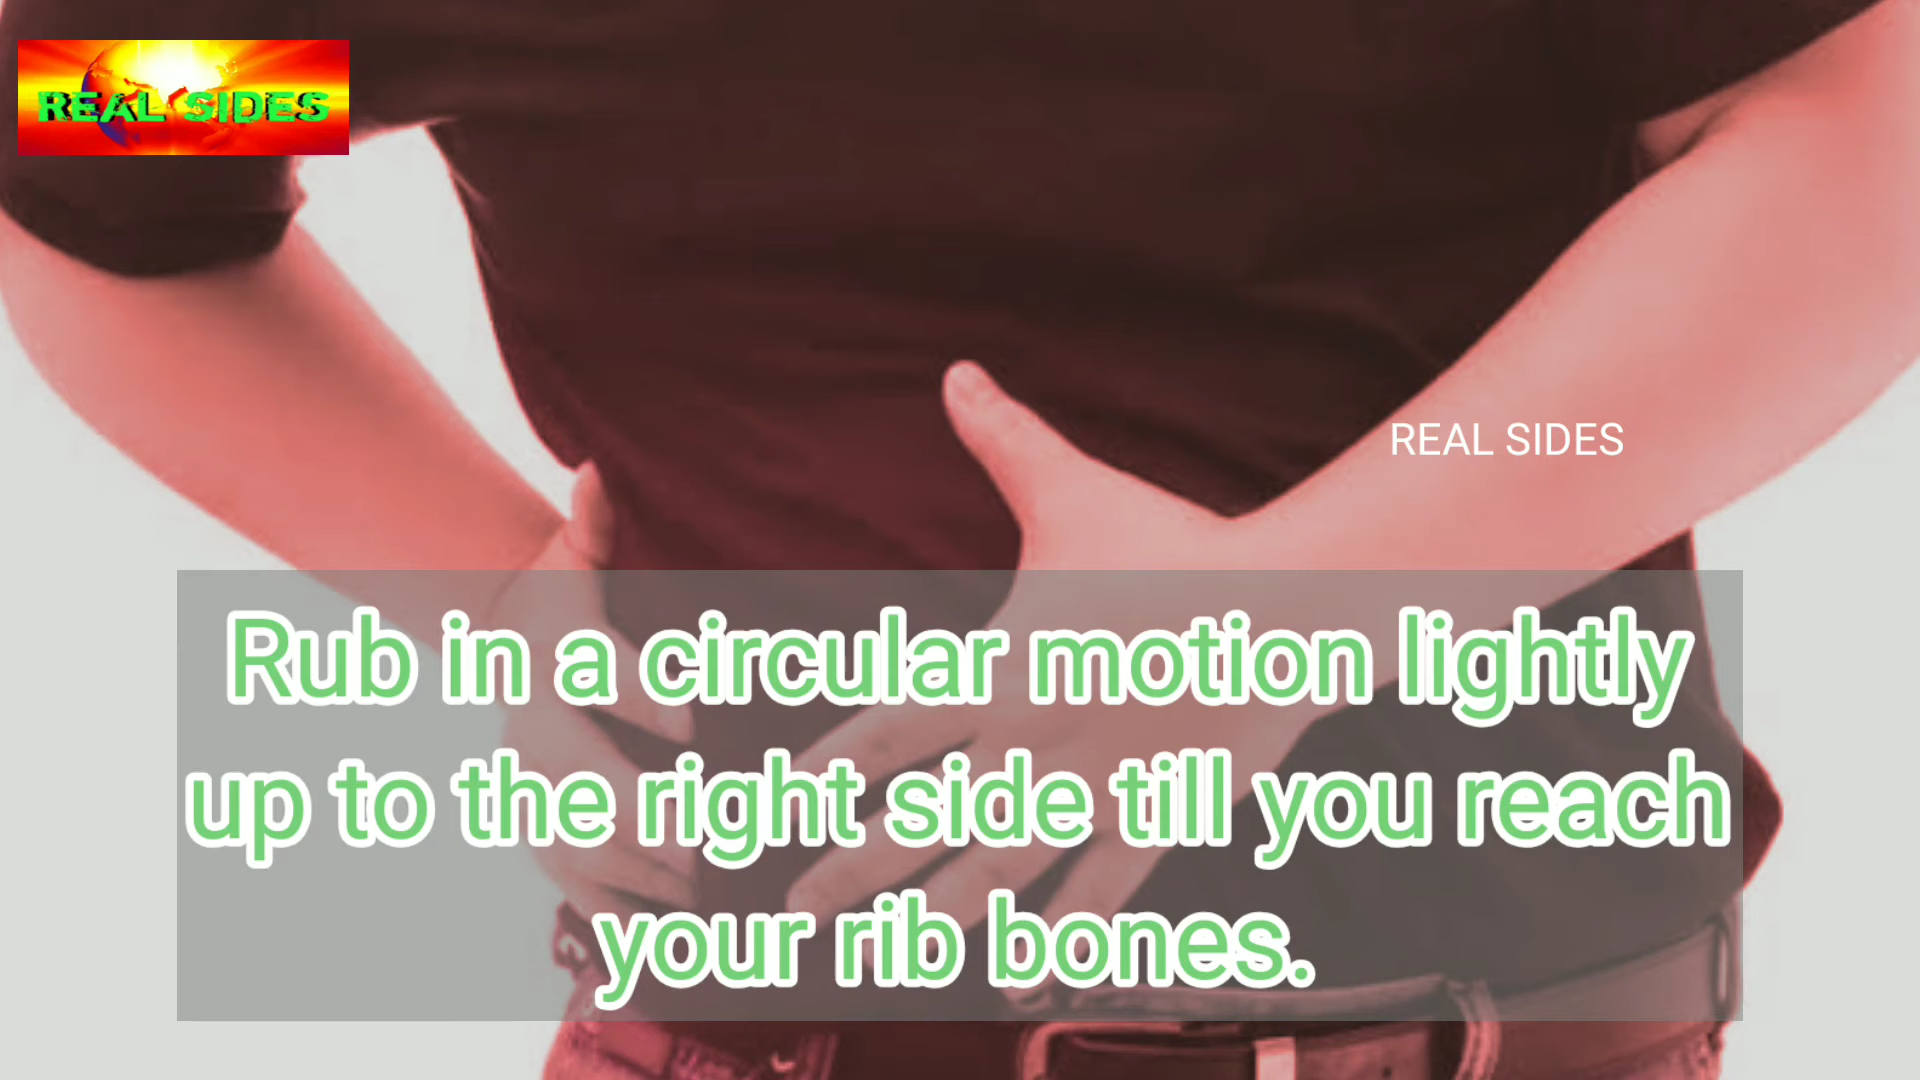 REAL SIDES
REAL SIDES
Rub in a circular motion lightly
up to the right side till you reach
your rib bones.